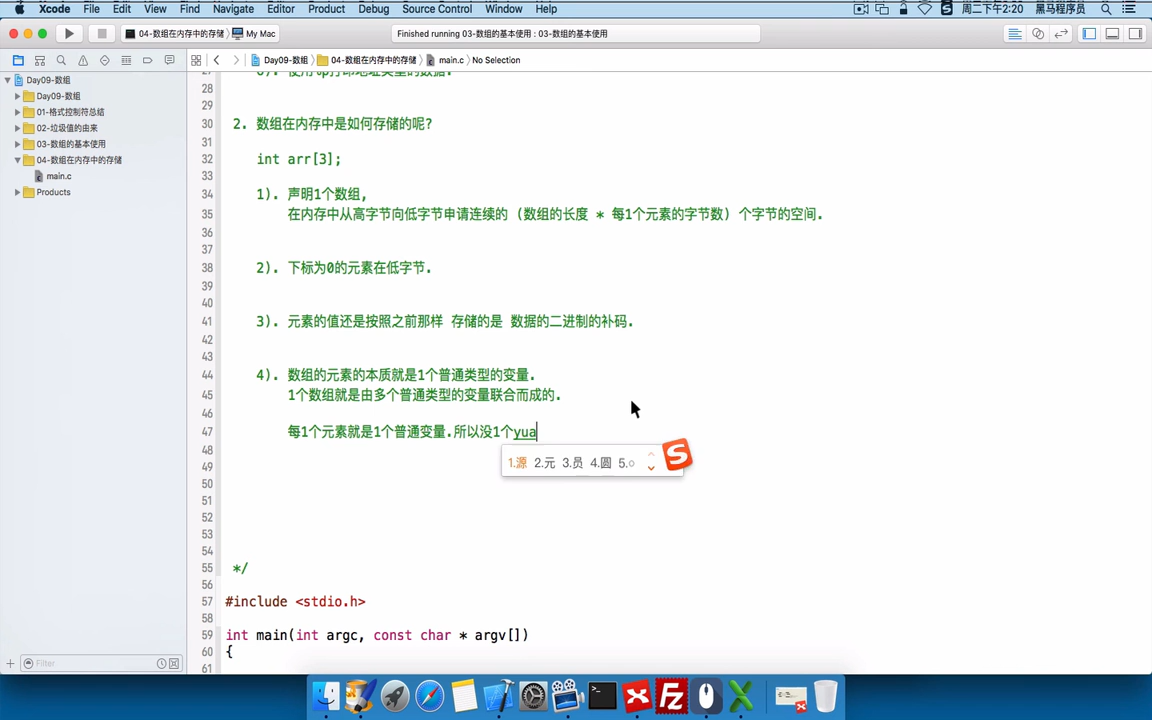 Xcode File Edit View Find Navigate Editor Product Debug Source Control Window Help 周二下午2:20 黑马程序员
04-数组在内存中的存储 My Mac Finished running 03-数组的基本使用 : 03-数组的基本使用
Day09-数组 04-数组在内存中的存储 main.c No Selection
Day09-数组
Day09-数组
01-格式控制符总结
02-垃圾值的由来
03-数组的基本使用
04-数组在内存中的存储
main.c
Products
Filter
28
29
30 2. 数组在内存中是如何存储的呢?
31
32 int arr[3];
33
34 1). 声明1个数组,
35 在内存中从高字节向低字节申请连续的 (数组的长度 * 每1个元素的字节数) 个字节的空间.
36
37
38 2). 下标为0的元素在低字节.
39
40
41 3). 元素的值还是按照之前那样 存储的是 数据的二进制的补码.
42
43
44 4). 数组的元素的本质就是1个普通类型的变量.
45 1个数组就是由多个普通类型的变量联合而成的.
46
47 每1个元素就是1个普通变量.所以没1个yua
1.源 2.元 3.员 4.圆 5.○
48
49
50
51
52
53
54
55 */
56
57 #include <stdio.h>
58
59 int main(int argc, const char * argv[])
60 {
61